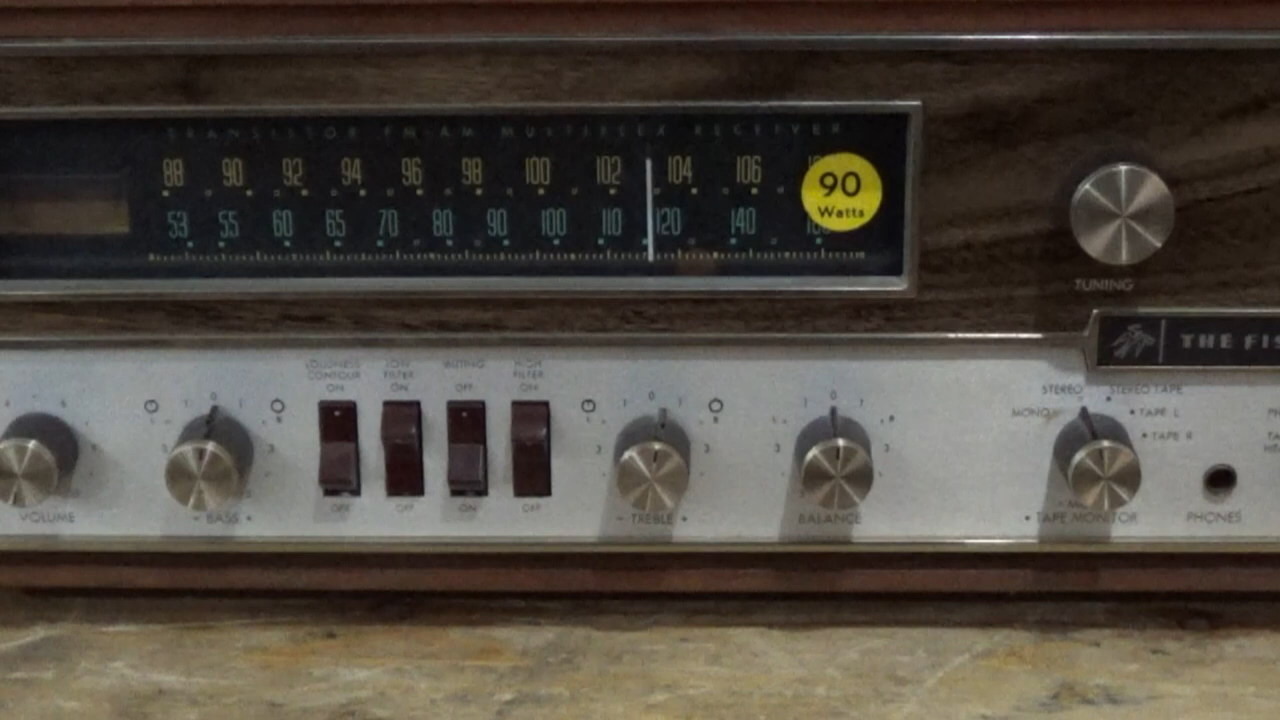 TRANSISTOR FM-AM MULTIPLEX RECEIVER
88 90 92 94 96 98 100 102 104 106
90
Watts
53 55 60 65 70 80 90 100 110 120 140
TUNING
THE FIS
LOUDNESS
CONTOUR
ON
LOW
FILTER
ON
MUTING
OFF
HIGH
FILTER
ON
OFF
OFF
ON
OFF
STEREO
STEREO TAPE
MONO
TAPE L
TAPE R
VOLUME
- BASS +
- TREBLE +
BALANCE
• TAPE MONITOR
PHONES